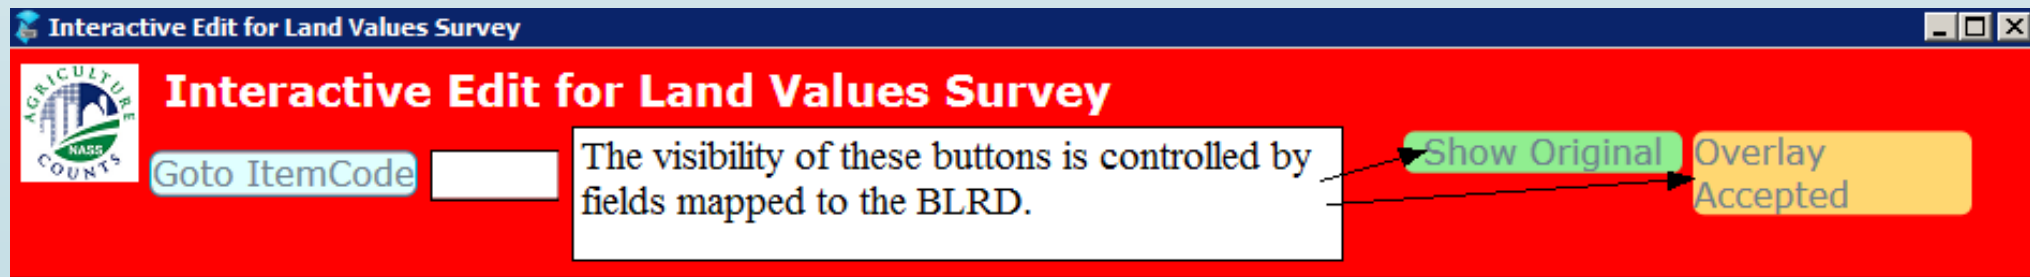 Interactive Edit for Land Values Survey
Interactive Edit for Land Values Survey
AGRICULTURE
NASS
COUNTS
Goto ItemCode
The visibility of these buttons is controlled by
fields mapped to the BLRD.
Show Original
Overlay
Accepted